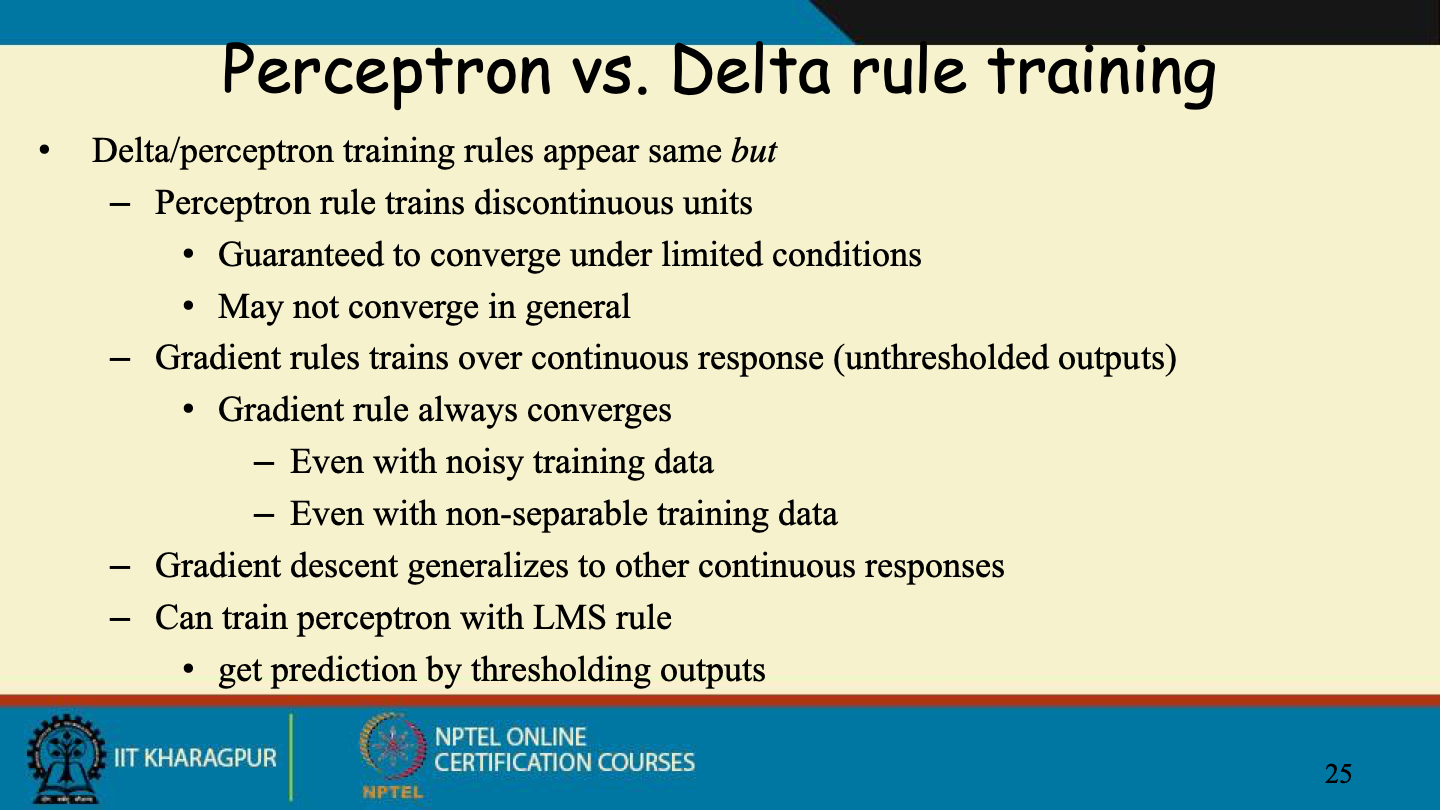 Perceptron vs. Delta rule training
• Delta/perceptron training rules appear same but
– Perceptron rule trains discontinuous units
• Guaranteed to converge under limited conditions
• May not converge in general
– Gradient rules trains over continuous response (unthresholded outputs)
• Gradient rule always converges
– Even with noisy training data
– Even with non-separable training data
– Gradient descent generalizes to other continuous responses
– Can train perceptron with LMS rule
• get prediction by thresholding outputs
IIT KHARAGPUR
NPTEL
NPTEL ONLINE
CERTIFICATION COURSES
25